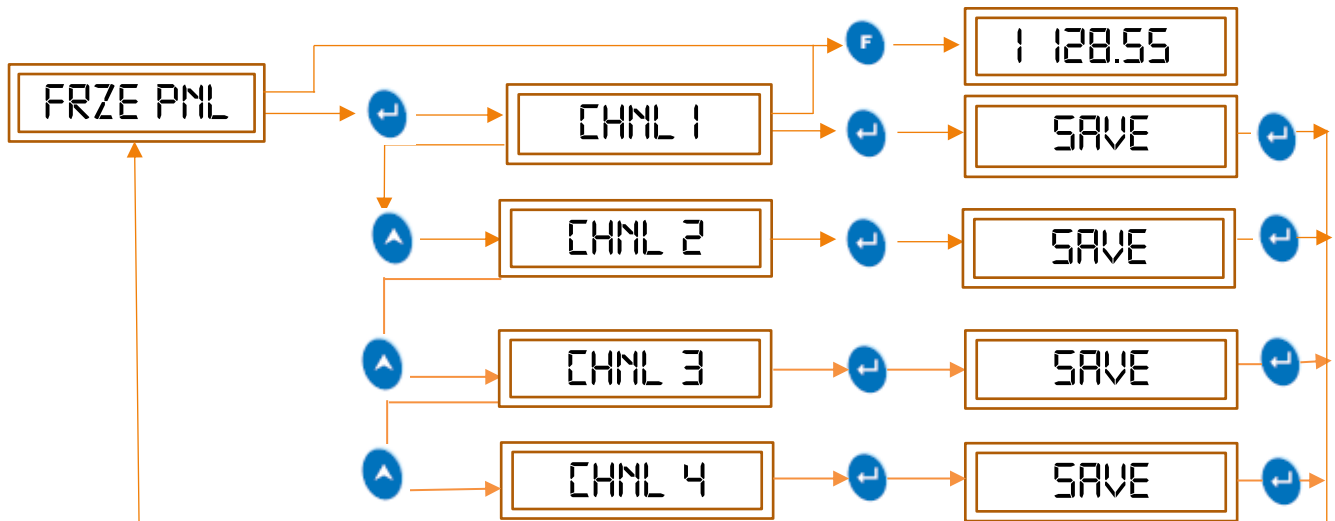 F
1 128.55
FRZE PNL
CHNL 1
SAVE
CHNL 2
SAVE
CHNL 3
SAVE
CHNL 4
SAVE